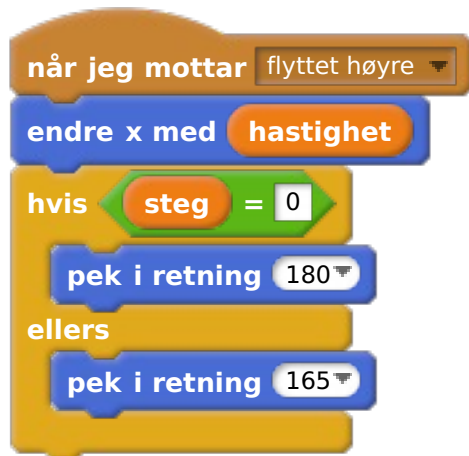 når jeg mottar flyttet høyre
endre x med hastighet
hvis steg = 0
pek i retning 180
ellers
pek i retning 165